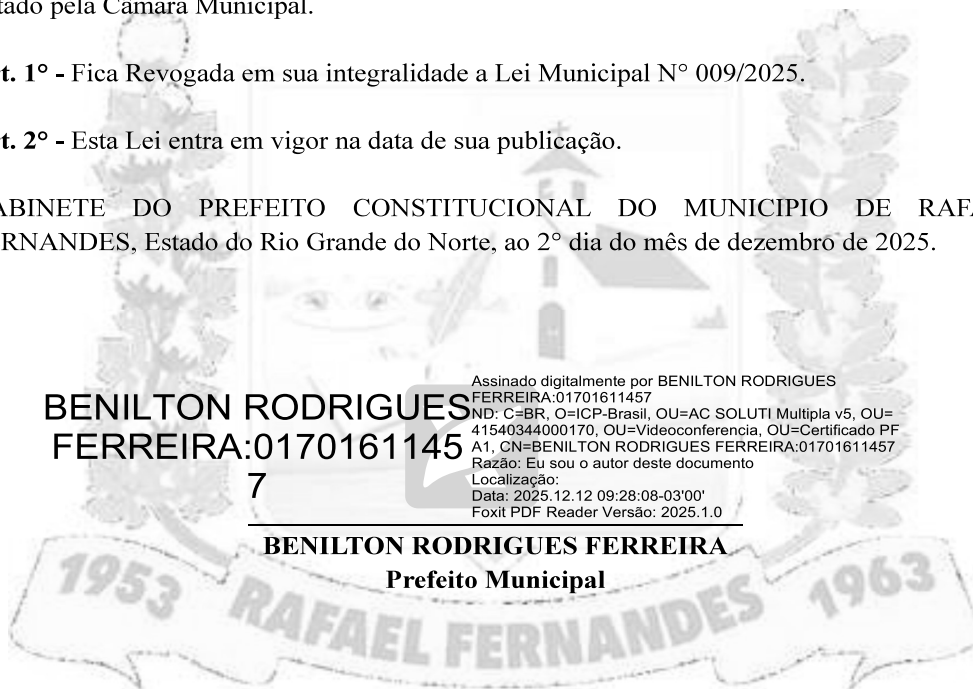 tado pela Câmara Municipal.
t. 1° - Fica Revogada em sua integralidade a Lei Municipal N° 009/2025.
t. 2° - Esta Lei entra em vigor na data de sua publicação.
ABINETE DO PREFEITO CONSTITUCIONAL DO MUNICIPIO DE RAFA
RNANDES, Estado do Rio Grande do Norte, ao 2° dia do mês de dezembro de 2025.
BENILTON RODRIGUES
FERREIRA:0170161145
7
Assinado digitalmente por BENILTON RODRIGUES
FERREIRA:01701611457
ND: C=BR, O=ICP-Brasil, OU=AC SOLUTI Multipla v5, OU=
41540344000170, OU=Videoconferencia, OU=Certificado PF
A1, CN=BENILTON RODRIGUES FERREIRA:01701611457
Razão: Eu sou o autor deste documento
Localização:
Data: 2025.12.12 09:28:08-03'00'
Foxit PDF Reader Versão: 2025.1.0
BENILTON RODRIGUES FERREIRA
Prefeito Municipal
1953 RAFAEL FERNANDES 1963